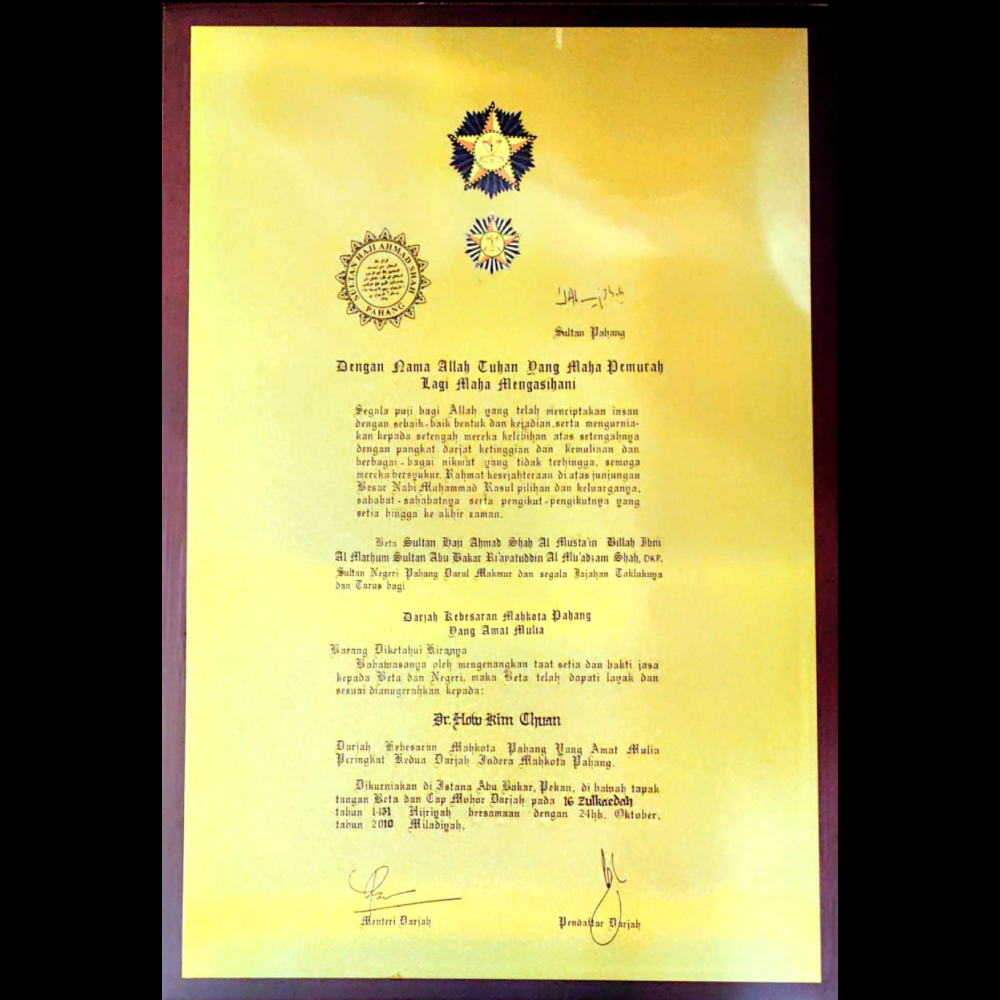 SULTAN HAJI AHMAD SHAH
PAHANG
Sultan Pahang
Dengan Nama Allah Tuhan Yang Maha Pemurah
Lagi Maha Mengasihani
Segala puji bagi Allah yang telah menciptakan insan
dengan sebaik-baik bentuk dan kejadian, serta mengurnia-
kan kepada setengah mereka kelebihan atas setengahnya
dengan pangkat darjat ketinggian dan kemuliaan dan
berbagai - bagai nikmat yang tidak terhingga, semoga
mereka bersyukur. Rahmat kesejahteraan di atas junjungan
Besar Nabi Muhammad Rasul pilihan dan keluarganya,
sahabat - sahabatnya serta pengikut - pengikutnya yang
setia hingga ke akhir zaman.
Beta Sultan Haji Ahmad Shah Al Musta'in Billah Ibni
Al Marhum Sultan Abu Bakar Ri'ayatuddin Al Mu'adzam Shah, DKP.
Sultan Negeri Pahang Darul Makmur dan segala Jajahan Takluknya
dan Tarus bagi
Darjah Kebesaran Mahkota Pahang
Yang Amat Mulia
Barang Diketahui Kiranya
Bahawasanya oleh mengenangkan taat setia dan bakti jasa
kepada Beta dan Negeri, maka Beta telah dapati layak dan
sesuai dianugerahkan kepada:
Dr. How Kim Chuan
Darjah Kebesaran Mahkota Pahang Yang Amat Mulia
Peringkat Kedua Darjah Indera Mahkota Pahang.
Dikurniakan di Istana Abu Bakar, Pekan, di bawah tapak
tangan Beta dan Cap Mohor Darjah pada 16 Zulkaedah
tahun 1431 Hijriyah bersamaan dengan 24hb. Oktober,
tahun 2010 Miladiyah.
Menteri Darjah
Pendaftar Darjah